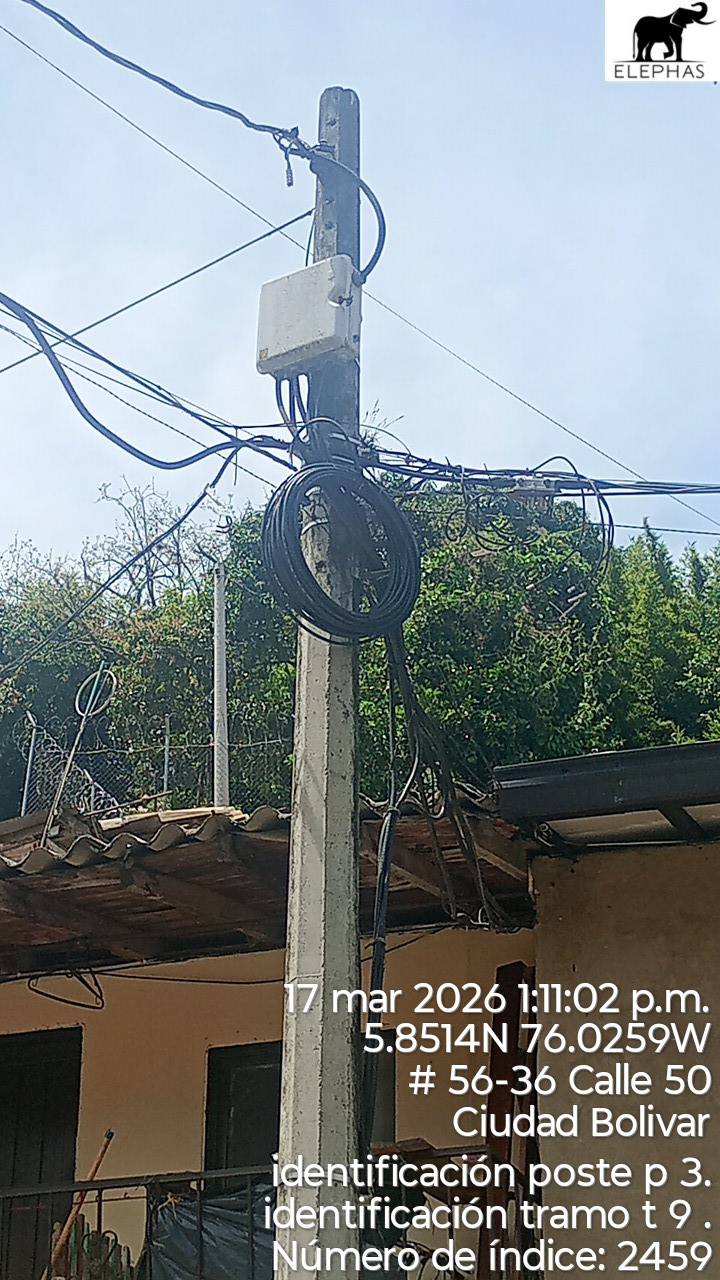 ELEPHAS
17 mar 2026 1:11:02 p.m.
5.8514N 76.0259W
# 56-36 Calle 50
Ciudad Bolivar
identificación poste p 3.
identificación tramo t 9 .
Número de índice: 2459